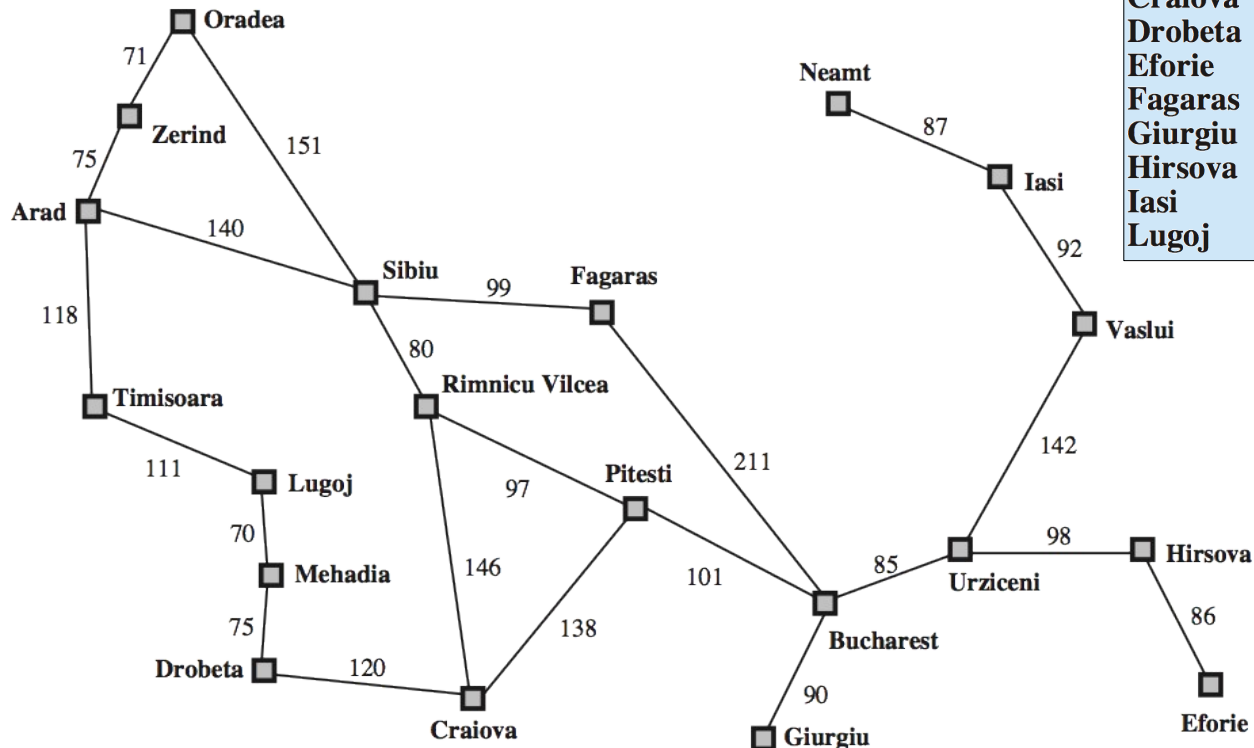 Oradea
71
Zerind
151
75
Arad
140
Sibiu
99
Fagaras
118
80
Timisoara
Rimnicu Vilcea
111
Lugoj
97
Pitesti
211
70
Mehadia
146
101
75
138
Drobeta
120
Craiova
Neamt
87
Iasi
92
Vaslui
142
98
Hirsova
85
Urziceni
86
Bucharest
90
Eforie
Giurgiu
Craiova
Drobeta
Eforie
Fagaras
Giurgiu
Hirsova
Iasi
Lugoj